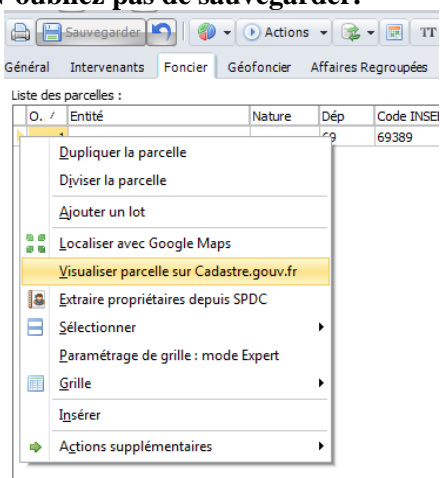 N'oubliez pas de sauvegarder.
Sauvegarder Actions TT
Général Intervenants Foncier Géofoncier Affaires Regroupées
Liste des parcelles :
O. Entité Nature Dép Code INSEE
1 69 69389
Dupliquer la parcelle
Diviser la parcelle
Ajouter un lot
Localiser avec Google Maps
Visualiser parcelle sur Cadastre.gouv.fr
Extraire propriétaires depuis SPDC
Sélectionner
Paramétrage de grille : mode Expert
Grille
Insérer
Actions supplémentaires